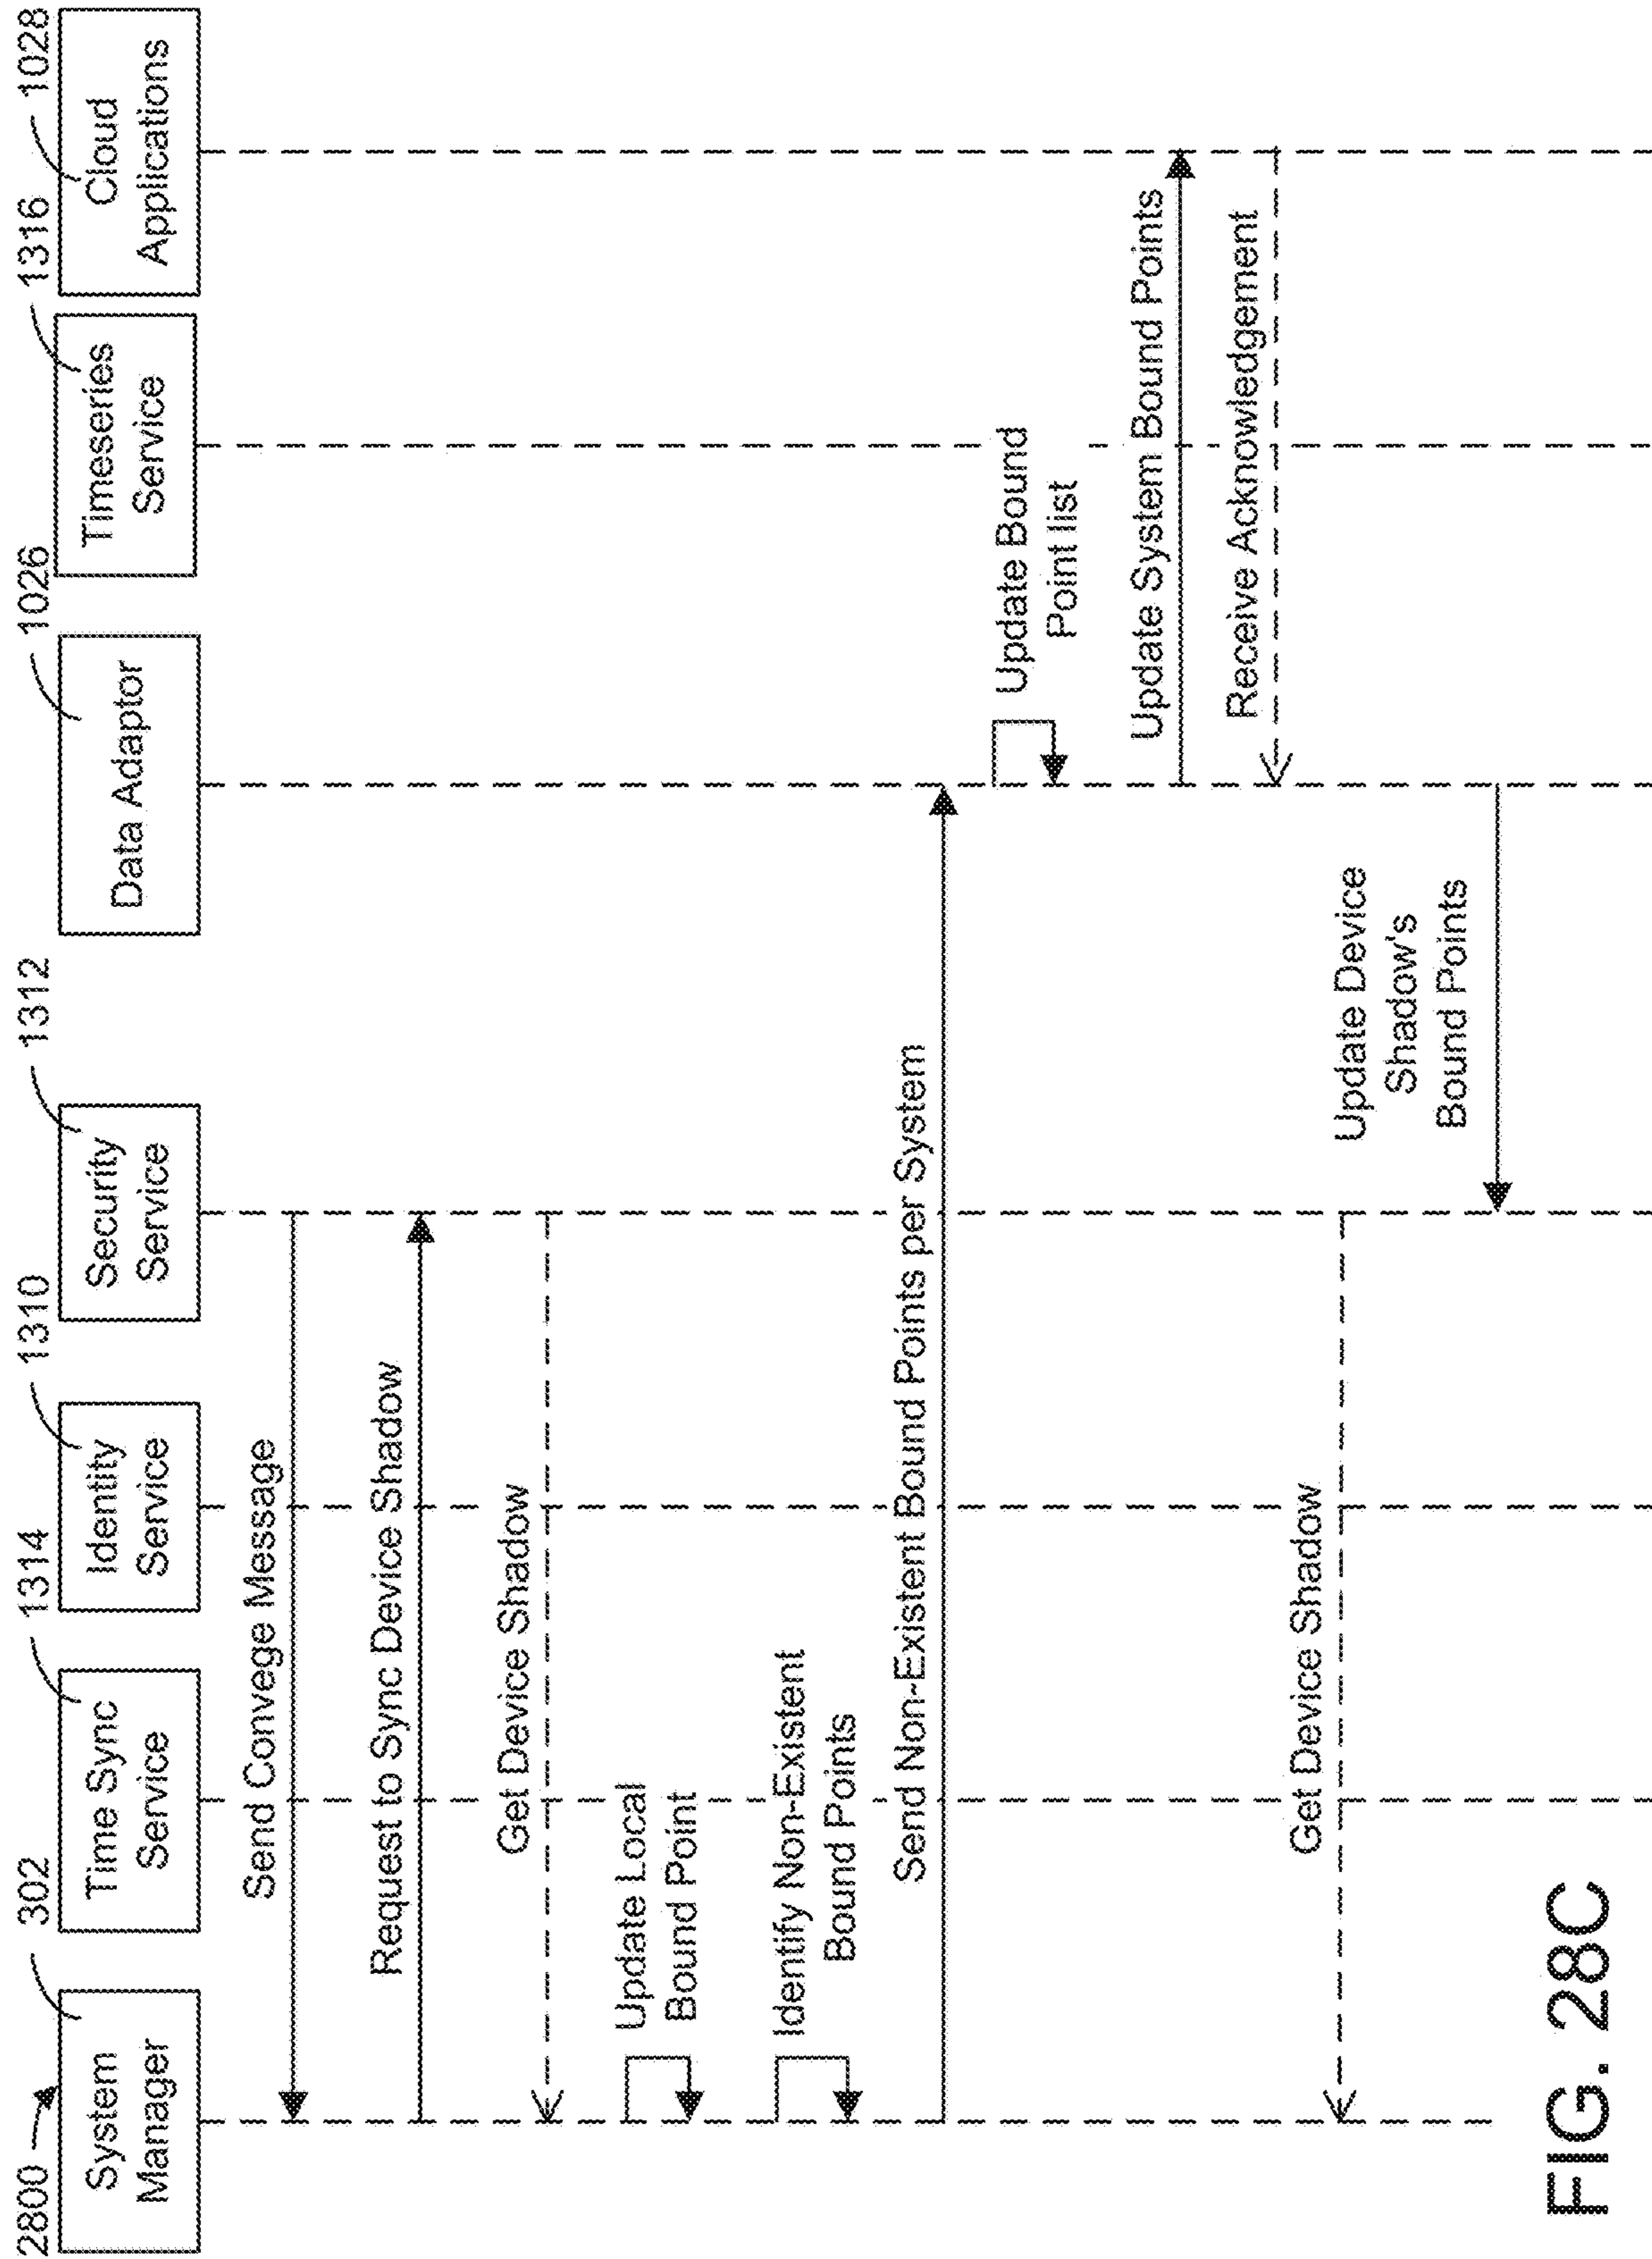 2800
302
1314
1310
1312
1026
1316
1028
System
Manager
Time Sync
Service
Identity
Service
Security
Service
Data Adaptor
Timeseries
Service
Cloud
Applications
Send Convege Message
Request to Sync Device Shadow
Get Device Shadow
Update Local
Bound Point
Identify Non-Existent
Bound Points
Send Non-Existent Bound Points per System
Update Bound
Point list
Update System Bound Points
Receive Acknowledgement
Get Device Shadow
Update Device
Shadow's
Bound Points
FIG. 28C